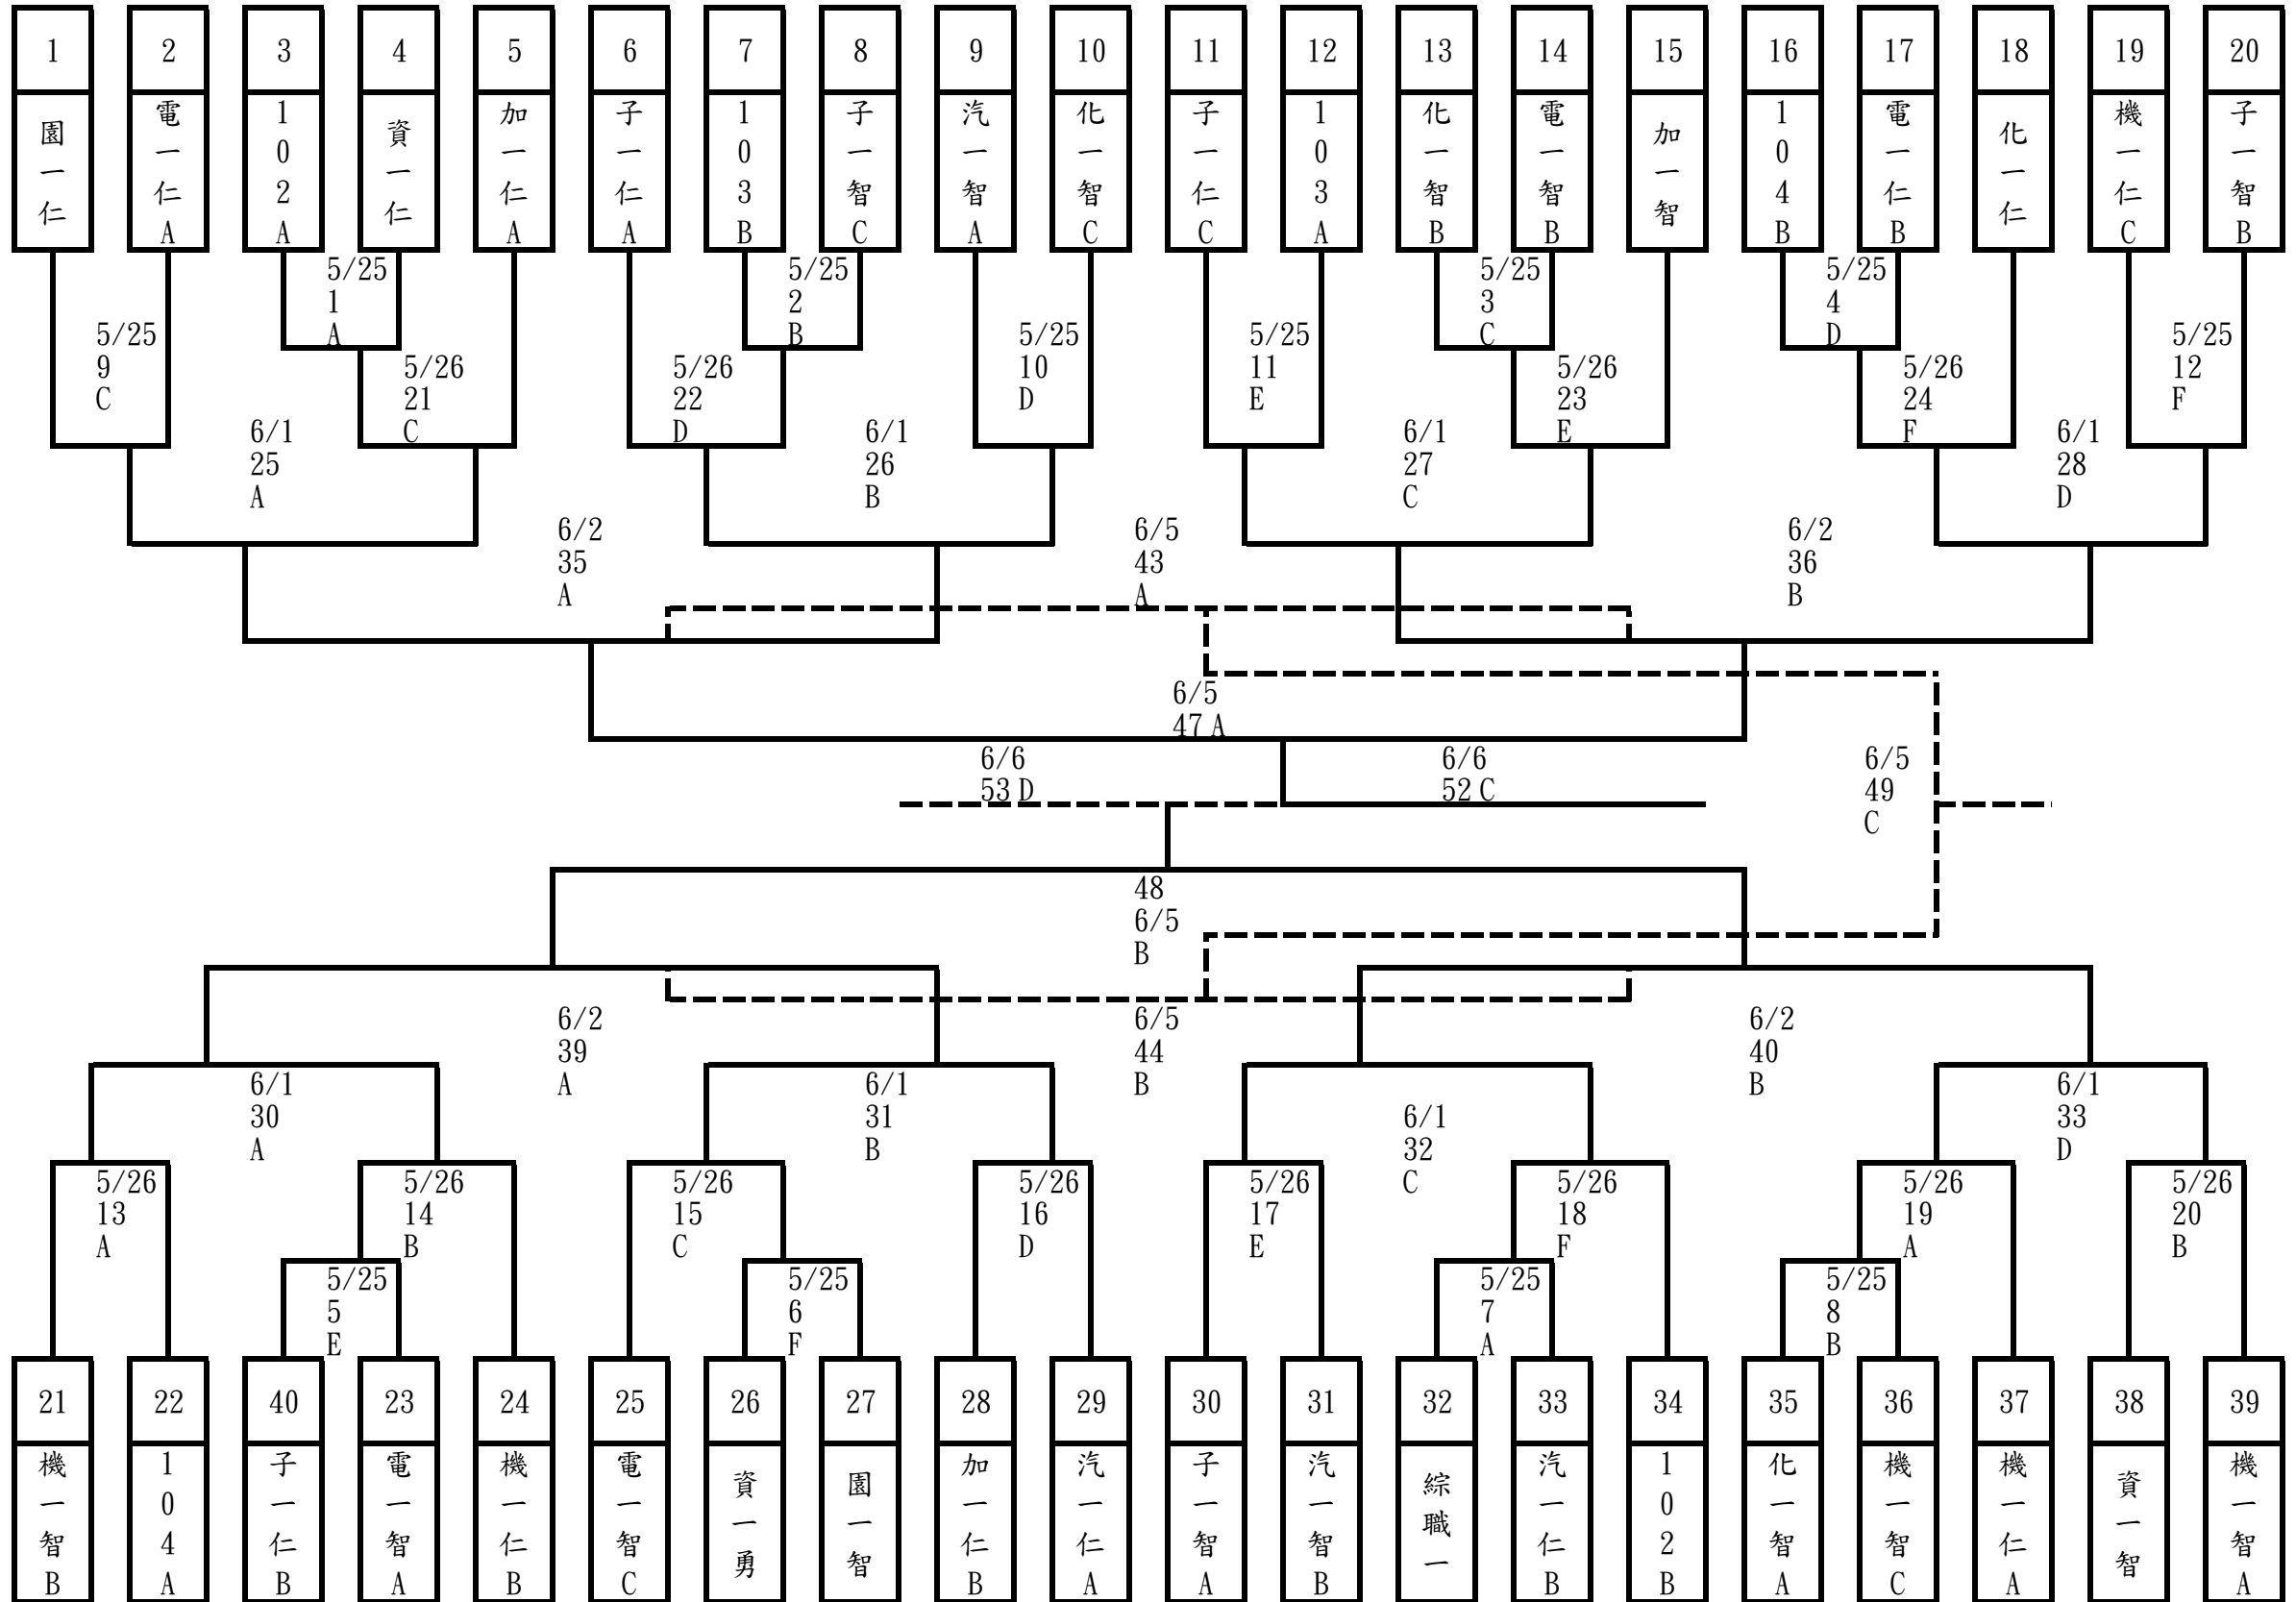 1 2 3 4 5 6 7 8 9 10 11 12 13 14 15 16 17 18 19 20
園一仁
電一仁A
102A
資一仁
加一仁A
子一仁A
103B
子一智C
汽一智A
化一智C
子一仁C
103A
化一智B
電一智B
加一智
104B
電一仁B
化一仁
機一仁C
子一智B
5/25
1
A
5/25
2
B
5/25
3
C
5/25
4
D
5/25
9
C
5/26
21
C
5/26
22
D
5/25
10
D
5/25
11
E
5/26
23
E
5/26
24
F
5/25
12
F
6/1
25
A
6/1
26
B
6/1
27
C
6/1
28
D
6/2
35
A
6/5
43
A
6/2
36
B
6/5
47 A
6/6
53 D
6/6
52 C
6/5
49
C
48
6/5
B
6/2
39
A
6/5
44
B
6/2
40
B
6/1
30
A
6/1
31
B
6/1
32
C
6/1
33
D
5/26
13
A
5/26
14
B
5/26
15
C
5/26
16
D
5/26
17
E
5/26
18
F
5/26
19
A
5/26
20
B
5/25
5
E
5/25
6
F
5/25
7
A
5/25
8
B
21 22 40 23 24 25 26 27 28 29 30 31 32 33 34 35 36 37 38 39
機一智B
104A
子一仁B
電一智A
機一仁B
電一智C
資一勇
園一智
加一仁B
汽一仁A
子一智A
汽一智B
綜職一
汽一仁B
102B
化一智A
機一智C
機一仁A
資一智
機一智A